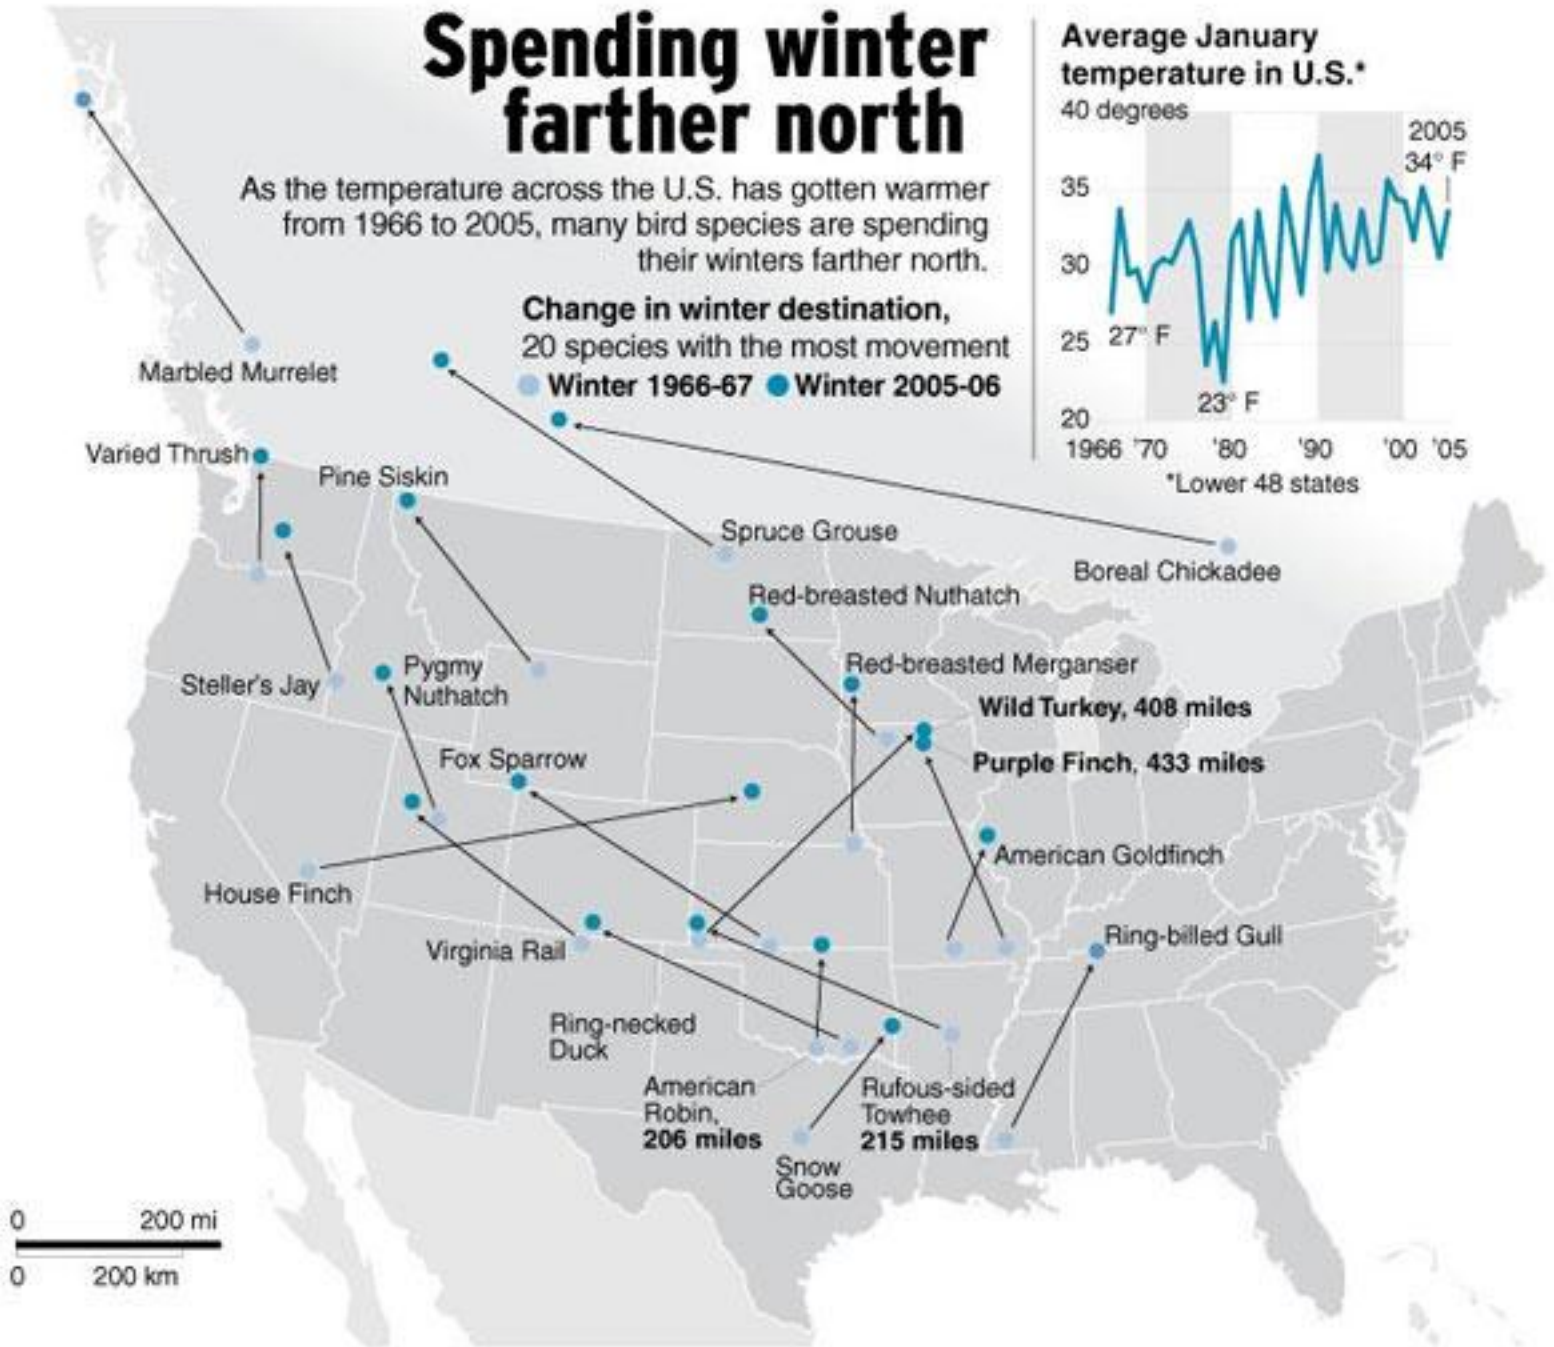 Spending winter
farther north
As the temperature across the U.S. has gotten warmer
from 1966 to 2005, many bird species are spending
their winters farther north.
Change in winter destination,
20 species with the most movement
Winter 1966-67 Winter 2005-06
Average January
temperature in U.S.*
40 degrees
2005
34° F
35
30
25
27° F
23° F
20
1966 '70 '80 '90 '00 '05
*Lower 48 states
Marbled Murrelet
Varied Thrush
Pine Siskin
Spruce Grouse
Boreal Chickadee
Red-breasted Nuthatch
Steller's Jay
Pygmy
Nuthatch
Red-breasted Merganser
Wild Turkey, 408 miles
Purple Finch, 433 miles
Fox Sparrow
American Goldfinch
House Finch
Virginia Rail
Ring-billed Gull
Ring-necked
Duck
American
Robin,
206 miles
Rufous-sided
Towhee
215 miles
Snow
Goose
0 200 mi
0 200 km